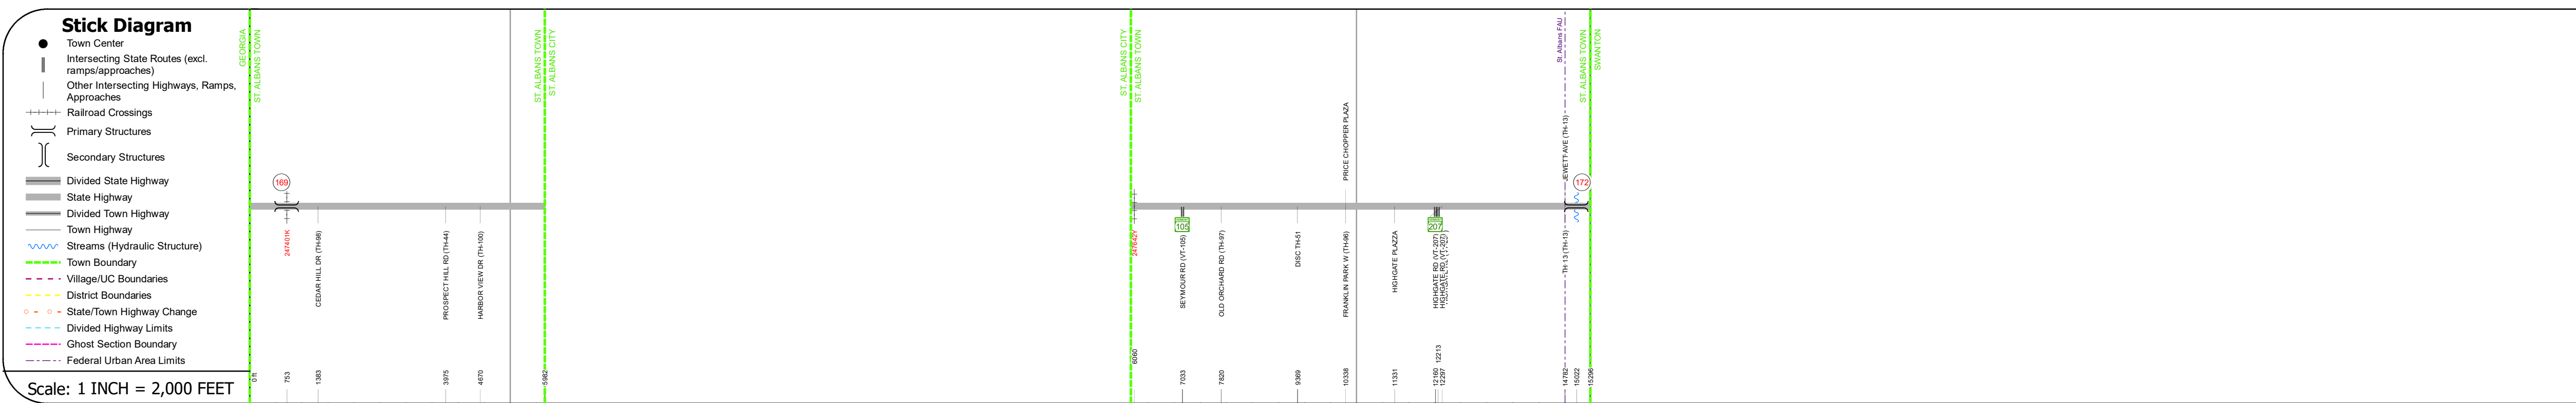 Stick Diagram
Town Center
Intersecting State Routes (excl.
ramps/approaches)
Other Intersecting Highways, Ramps,
Approaches
Railroad Crossings
Primary Structures
Secondary Structures
Divided State Highway
State Highway
Divided Town Highway
Town Highway
Streams (Hydraulic Structure)
Town Boundary
Village/UC Boundaries
District Boundaries
State/Town Highway Change
Divided Highway Limits
Ghost Section Boundary
Federal Urban Area Limits
Scale: 1 INCH = 2,000 FEET
GEORGIA
ST. ALBANS TOWN
ST. ALBANS TOWN
ST. ALBANS CITY
ST. ALBANS CITY
ST. ALBANS TOWN
St. Albans FAU
ST. ALBANS TOWN
SWANTON
PRICE CHOPPER PLAZA
JEWETT AVE (TH-13)
169
172
105
207
247401K
CEDAR HILL DR (TH-98)
PROSPECT HILL RD (TH-44)
HARBOR VIEW DR (TH-100)
247642Y
SEYMOUR RD (VT-105)
OLD ORCHARD RD (TH-97)
DISC TH-51
FRANKLIN PARK W (TH-96)
HIGHGATE PLAZZA
HIGHGATE RD (VT-207)
HIGHGATE RD (VT-207)
TH 13 (TH-13)
0 ft
753
1383
3975
4670
5982
6060
7033
7820
9369
10338
11331
12160
12213
12297
14782
15022
15296